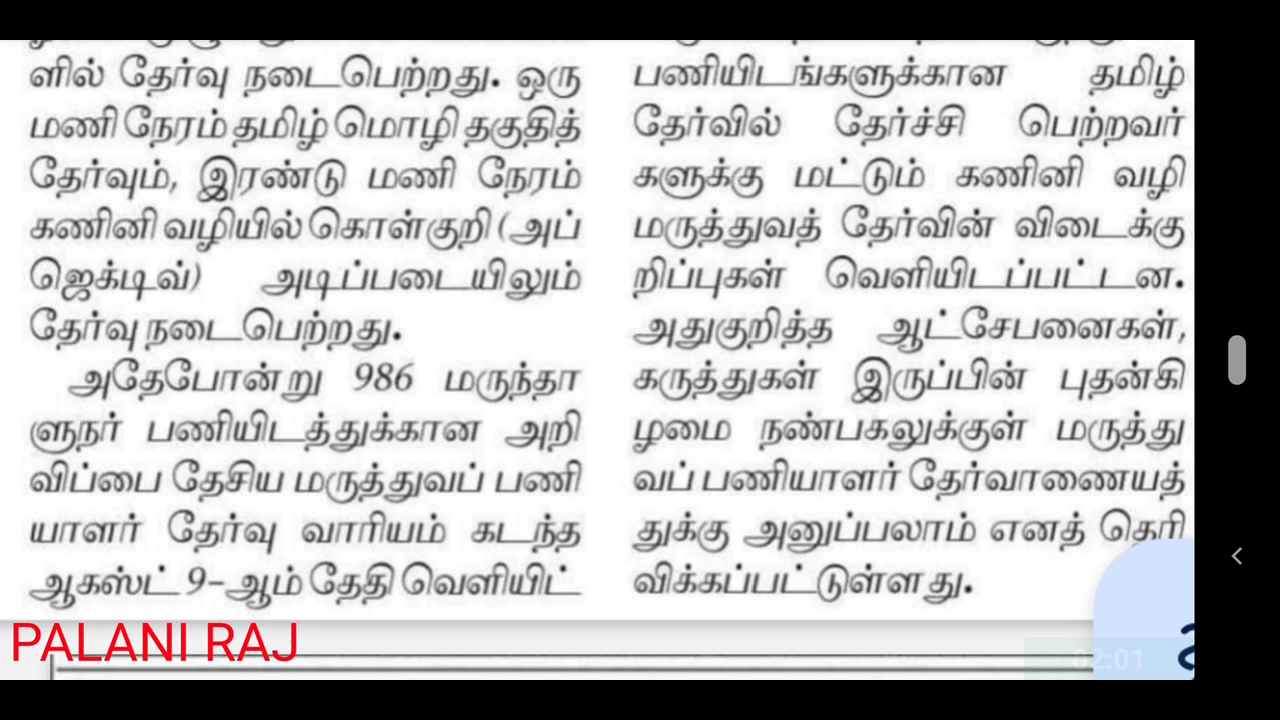 ளில் தேர்வு நடைபெற்றது. ஒரு
மணி நேரம் தமிழ் மொழி தகுதித்
தேர்வும், இரண்டு மணி நேரம்
கணினி வழியில் கொள்குறி (அப்
ஜெக்டிவ்) அடிப்படையிலும்
தேர்வு நடைபெற்றது.
அதேபோன்று 986 மருந்தா
ளுநர் பணியிடத்துக்கான அறி
விப்பை தேசிய மருத்துவப் பணி
யாளர் தேர்வு வாரியம் கடந்த
ஆகஸ்ட் 9-ஆம் தேதி வெளியிட்
பணியிடங்களுக்கான தமிழ்
தேர்வில் தேர்ச்சி பெற்றவர்
களுக்கு மட்டும் கணினி வழி
மருத்துவத் தேர்வின் விடைக்கு
றிப்புகள் வெளியிடப்பட்டன.
அதுகுறித்த ஆட்சேபனைகள்,
கருத்துகள் இருப்பின் புதன்கி
ழமை நண்பகலுக்குள் மருத்து
வப் பணியாளர் தேர்வாணையத்
துக்கு அனுப்பலாம் எனத் தெரி
விக்கப்பட்டுள்ளது.
PALANI RAJ
02:01